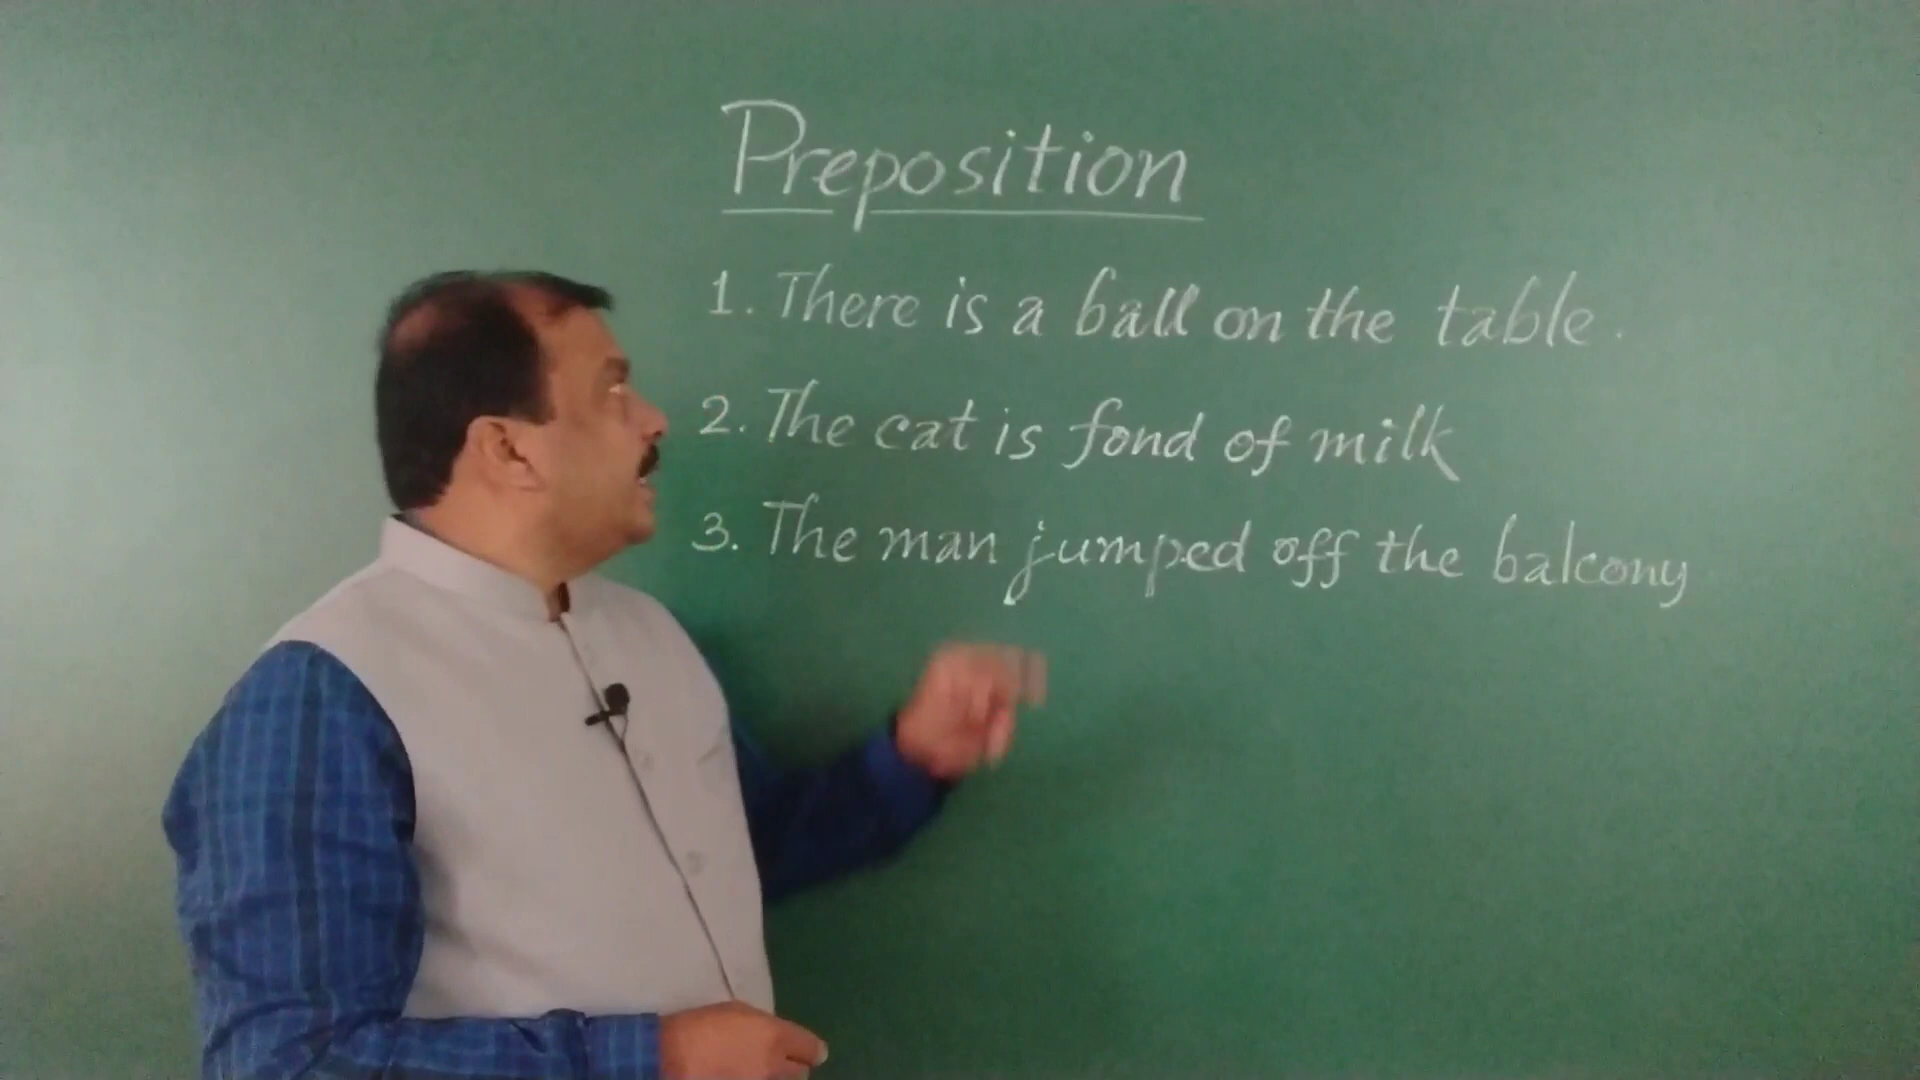 Preposition
1. There is a ball on the table.
2. The cat is fond of milk
3. The man jumped off the balcony